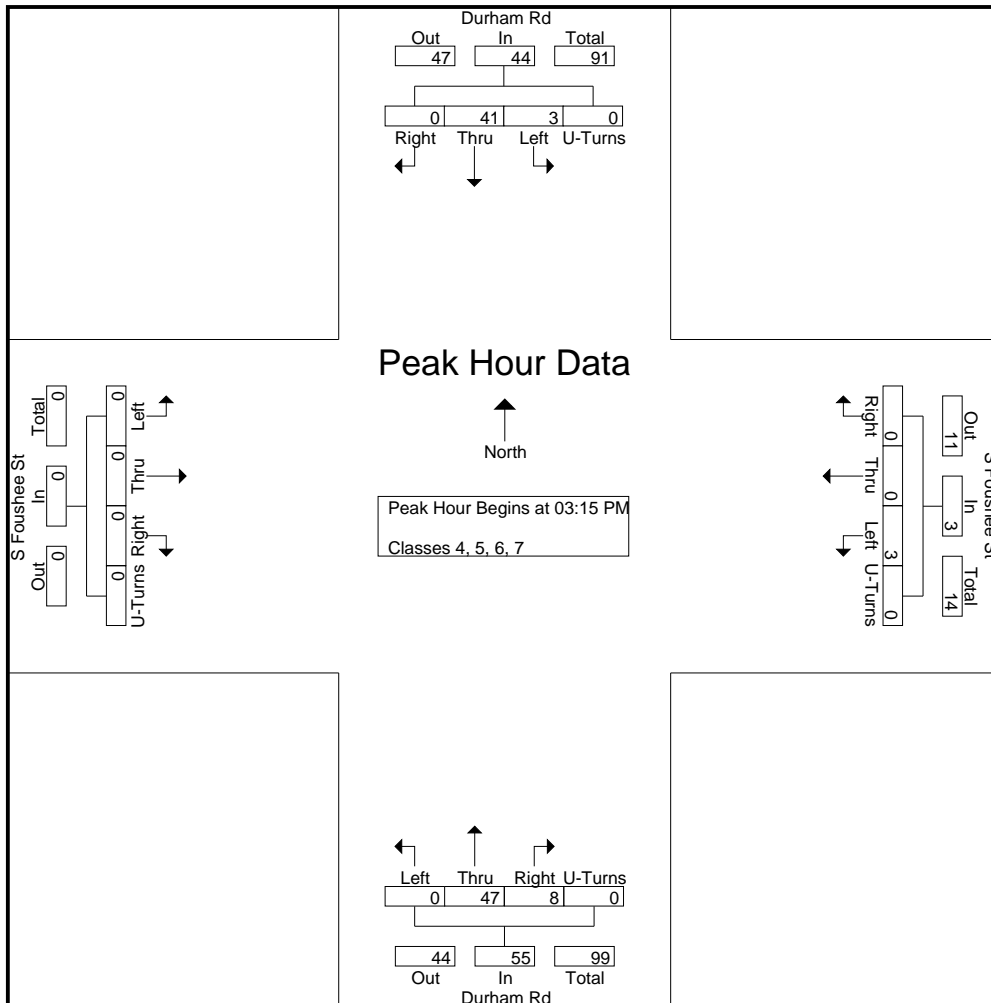 Durham Rd
Out In Total
47 44 91
0 41 3 0
Right Thru Left U-Turns
Peak Hour Data
North
Peak Hour Begins at 03:15 PM
Classes 4, 5, 6, 7
S Foushee St
Total In Out
0 0 0
0 0 0 0
Left Thru Right U-Turns
Right Thru Left U-Turns
0 0 3 0
11 3 14
Out In Total
S Foushee St
Left Thru Right U-Turns
0 47 8 0
44 55 99
Out In Total
Durham Rd